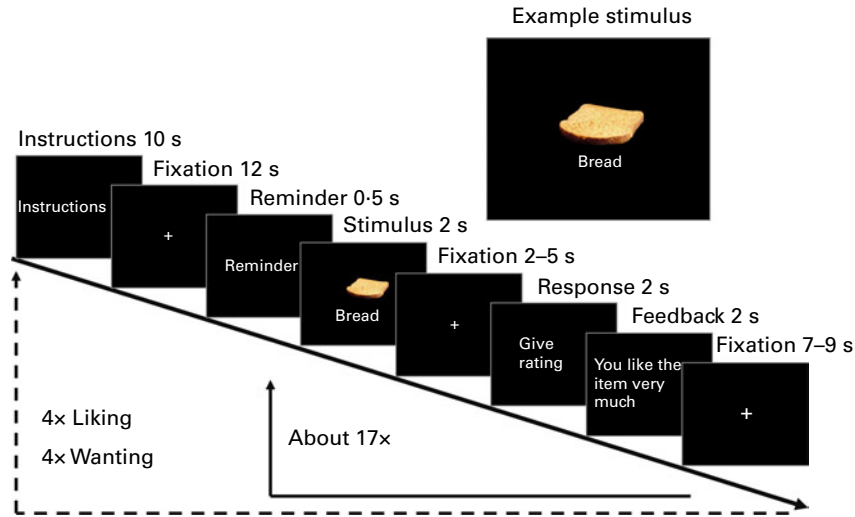 Example stimulus
Bread
Instructions 10 s
Instructions
Fixation 12 s
+
Reminder 0·5 s
Reminder
Stimulus 2 s
Bread
Fixation 2–5 s
+
Response 2 s
Give
rating
Feedback 2 s
You like the
item very
much
Fixation 7–9 s
+
4× Liking
4× Wanting
About 17×